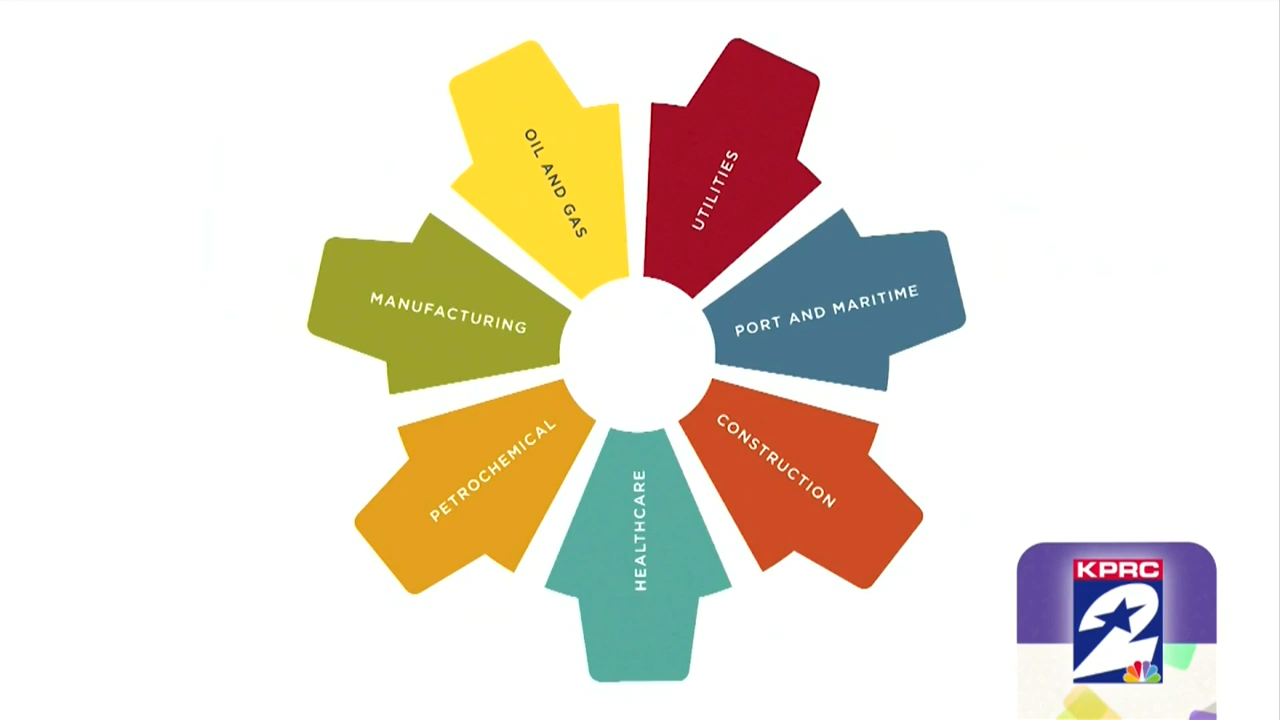 OIL AND GAS
UTILITIES
MANUFACTURING
PORT AND MARITIME
PETROCHEMICAL
CONSTRUCTION
HEALTHCARE
KPRC
2